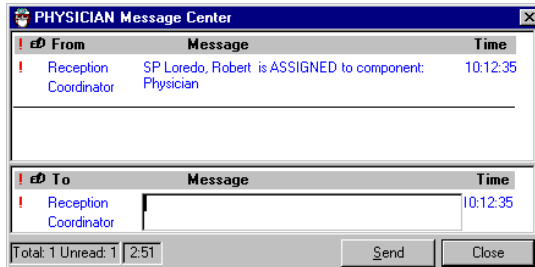 PHYSICIAN Message Center
! From Message Time
! Reception SP Loredo, Robert is ASSIGNED to component: 10:12:35
Coordinator Physician
! To Message Time
! Reception 10:12:35
Coordinator
Total: 1 Unread: 1 2:51 Send Close